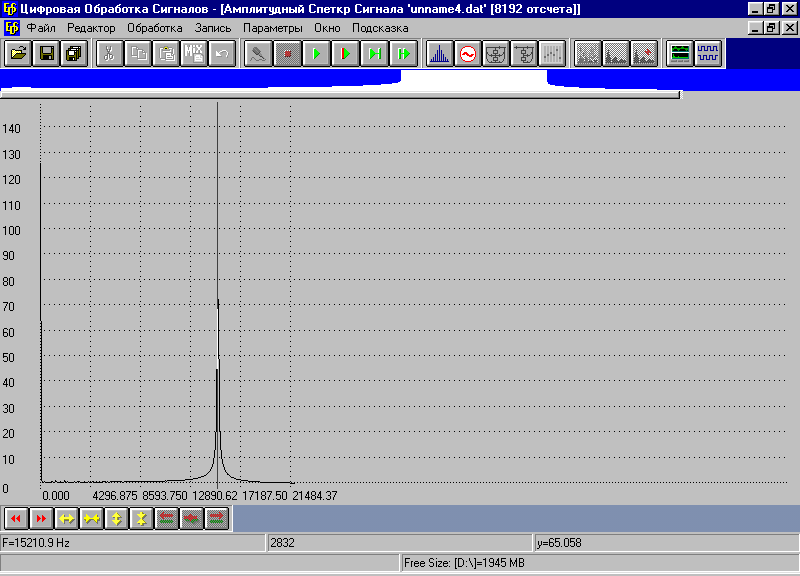 Цифровая Обработка Сигналов - [Амплитудный Спеткр Сигнала 'unname4.dat' [8192 отсчета]]
Файл Редактор Обработка Запись Параметры Окно Подсказка
MiX
140
130
120
110
100
90
80
70
60
50
40
30
20
10
0
0.000 4296.875 8593.750 12890.62 17187.50 21484.37
F=15210.9 Hz 2832 y=65.058
Free Size: [D:\]=1945 MB